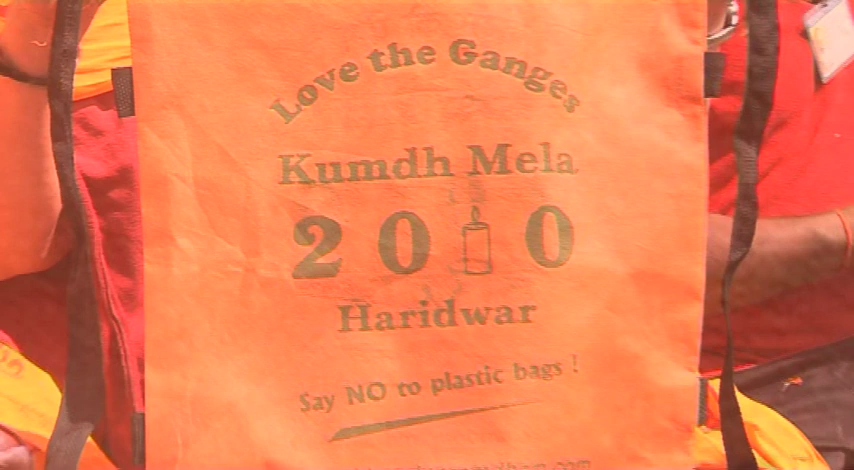 Love the Ganges
Kumdh Mela
2010
Haridwar
Say NO to plastic bags !